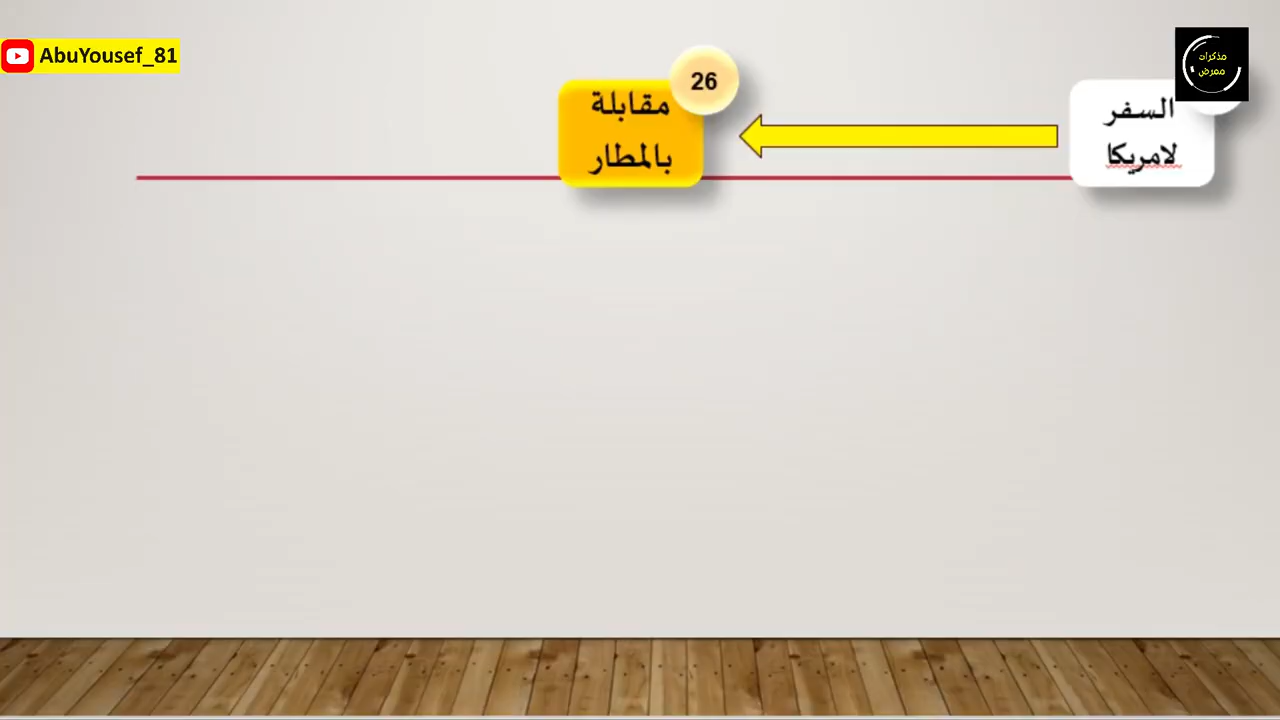 AbuYousef_81
مذكرات
ممرض
السفر
لامريكا
26
مقابلة
بالمطار